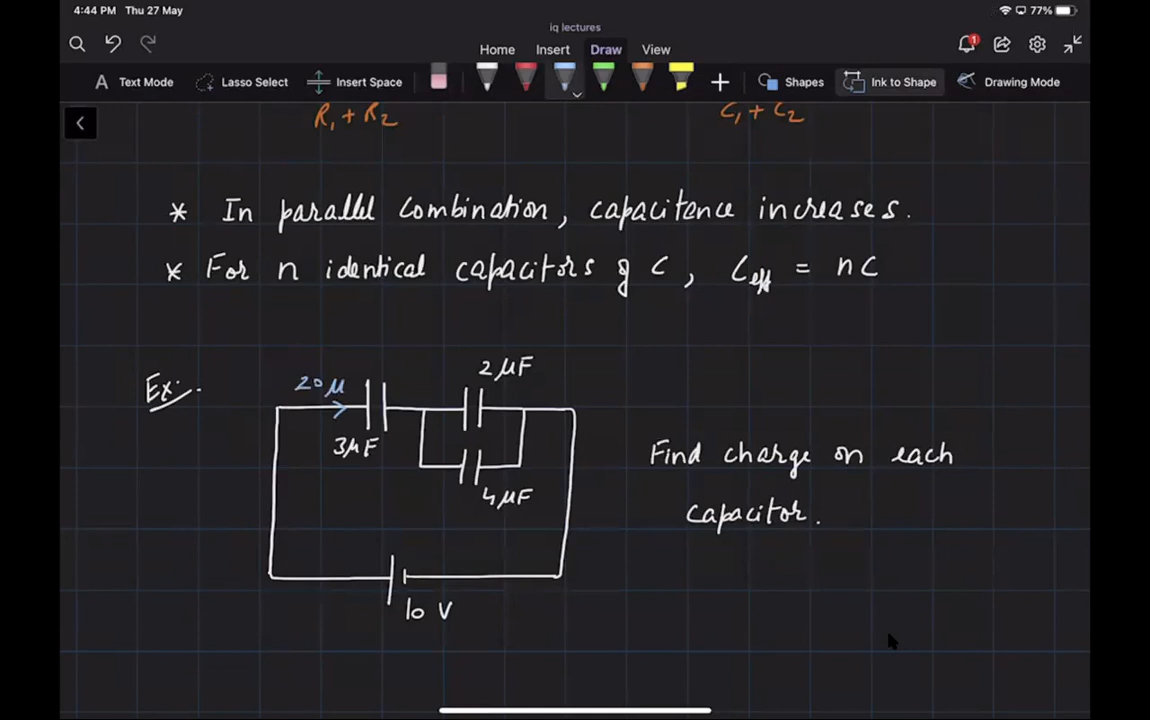 4:44 PM Thu 27 May
77%
iq lectures
Home Insert Draw View
1
Text Mode Lasso Select Insert Space Shapes Ink to Shape Drawing Mode
R₁ + R₂ C₁ + C₂
* In parallel combination, capacitance increases.
* For n identical capacitors of C, Ceff = nC
Ex:-
20μ
2μF
3μF
4μF
10 V
Find charge on each
capacitor.